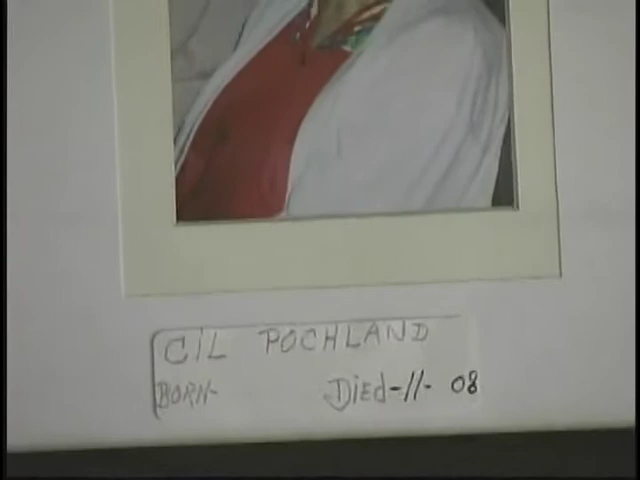 CIL POCHLAND
BORN- Died-11- 08